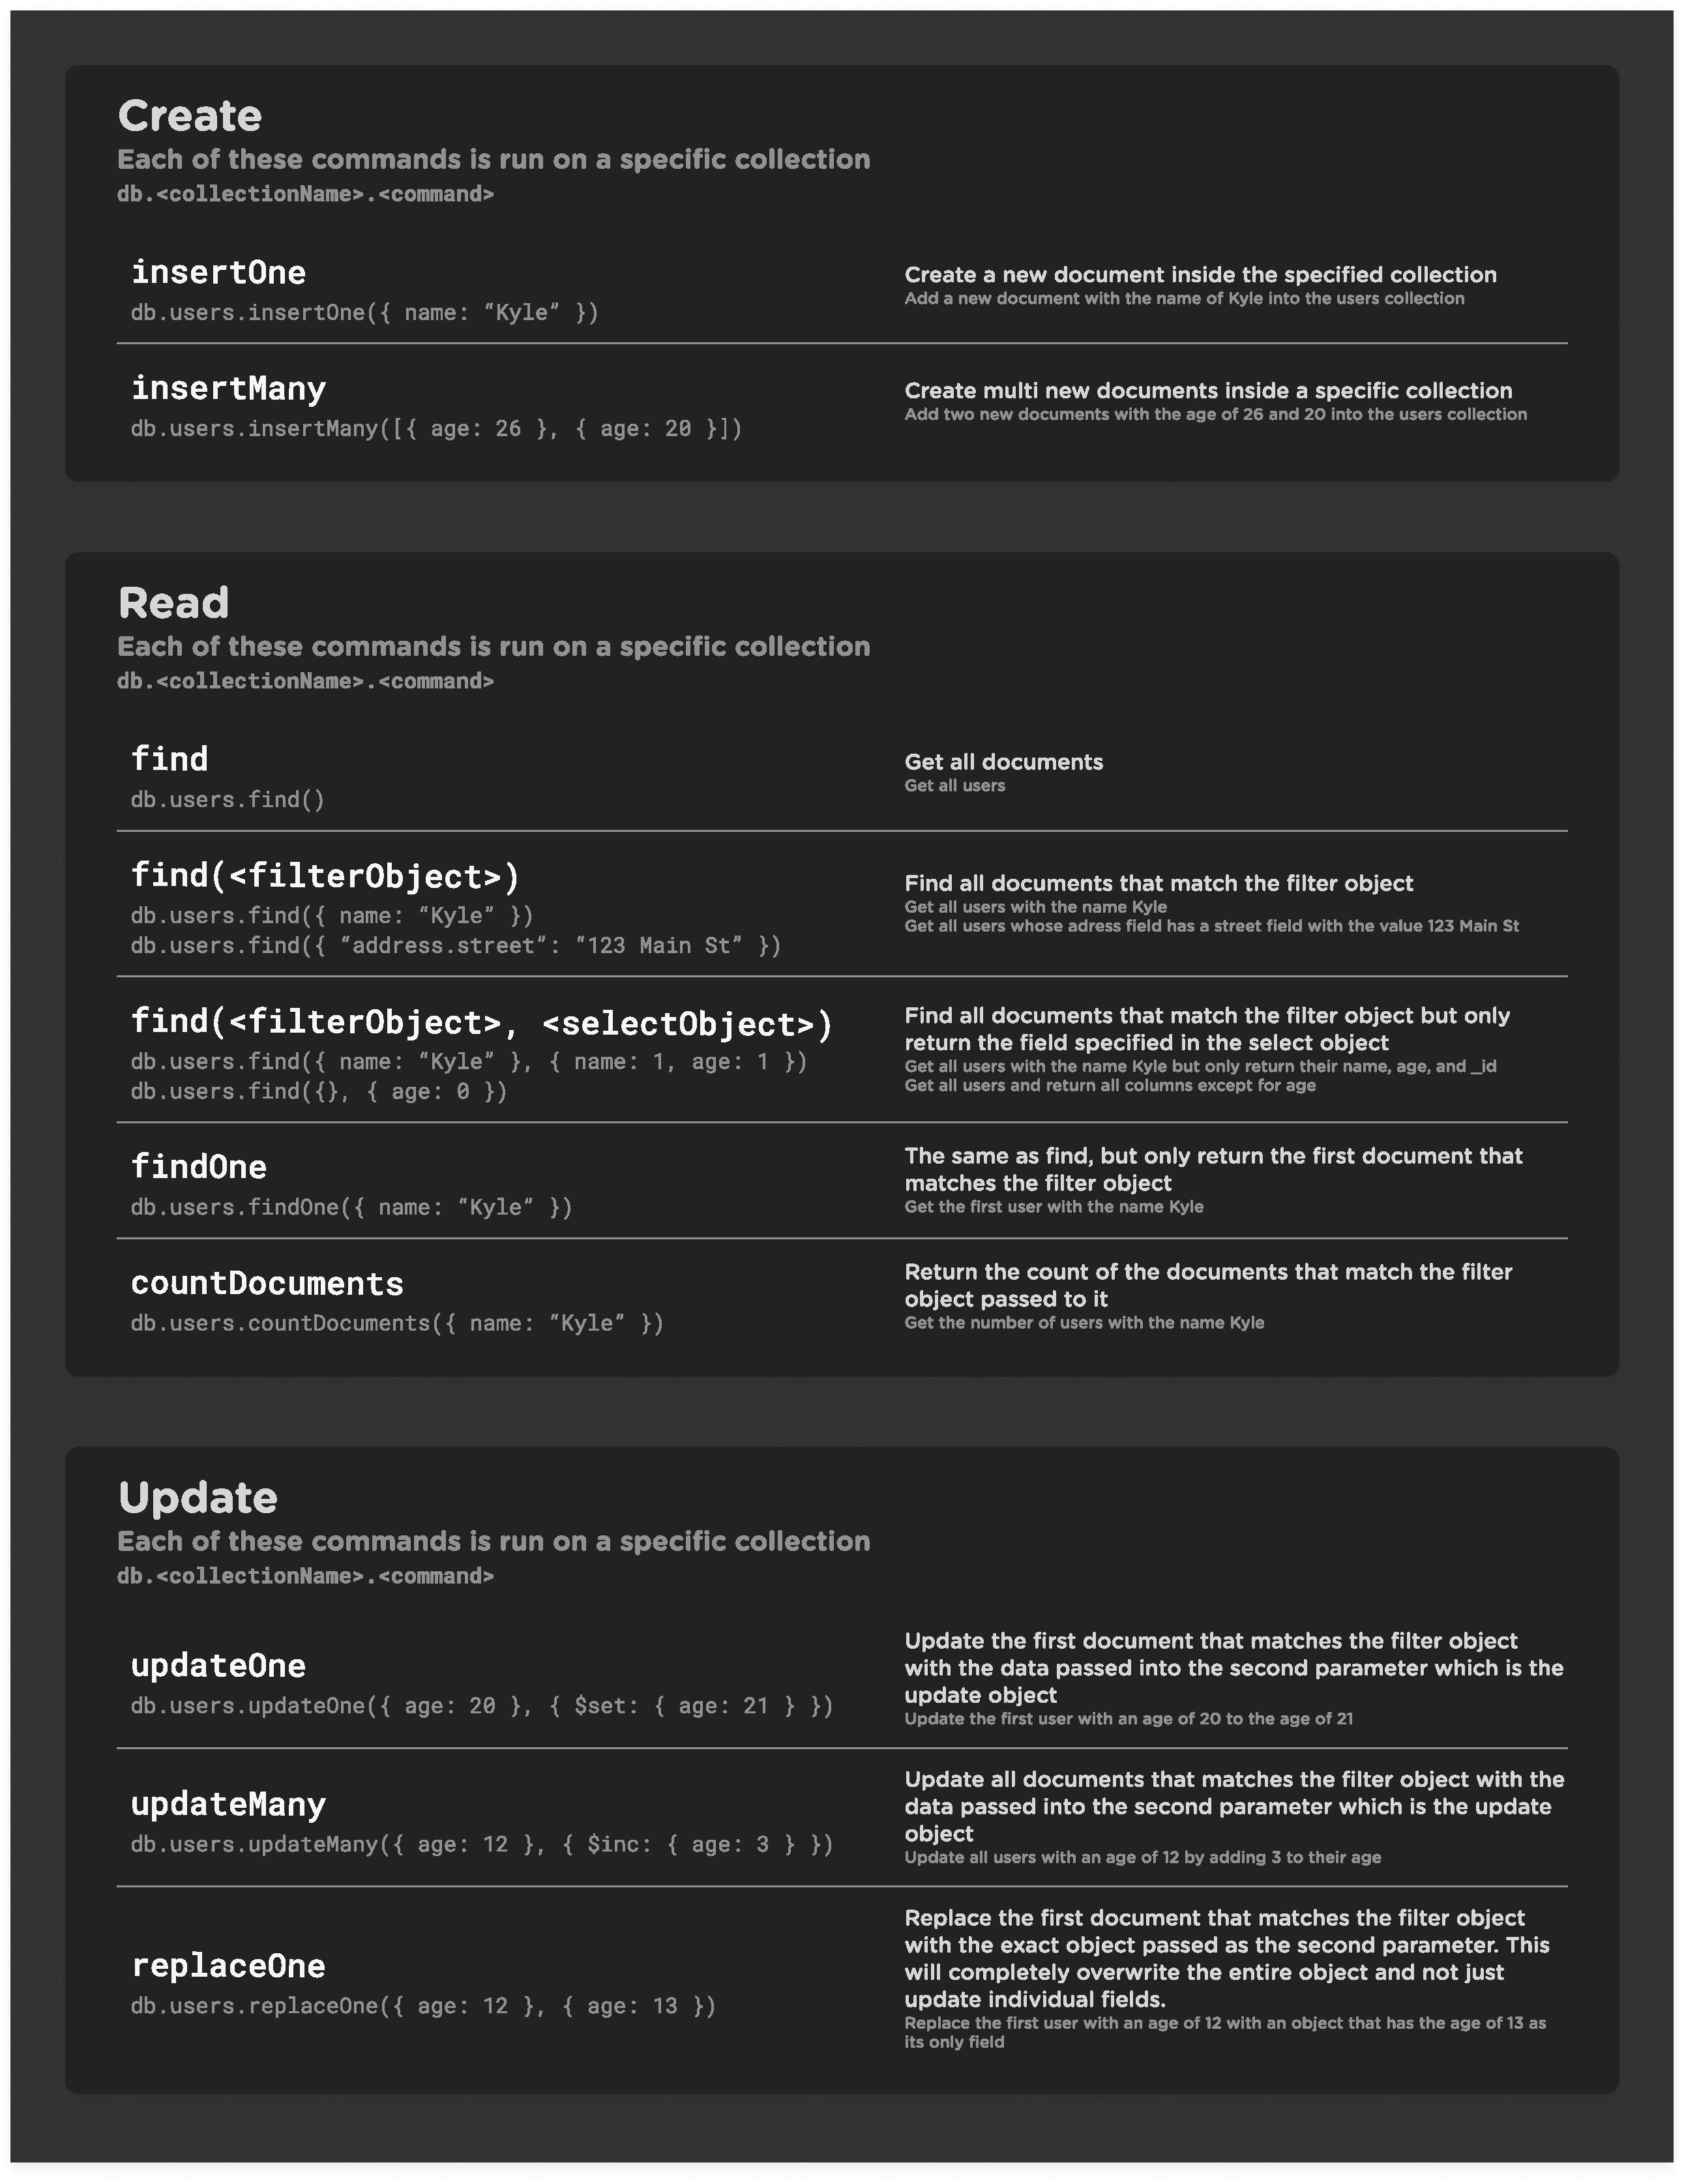 Create
Each of these commands is run on a specific collection
db.<collectionName>.<command>
insertOne
db.users.insertOne({ name: “Kyle” })
Create a new document inside the specified collection
Add a new document with the name of Kyle into the users collection
insertMany
db.users.insertMany([{ age: 26 }, { age: 20 }])
Create multi new documents inside a specific collection
Add two new documents with the age of 26 and 20 into the users collection
Read
Each of these commands is run on a specific collection
db.<collectionName>.<command>
find
db.users.find()
Get all documents
Get all users
find(<filterObject>)
db.users.find({ name: “Kyle” })
db.users.find({ “address.street”: “123 Main St” })
Find all documents that match the filter object
Get all users with the name Kyle
Get all users whose adress field has a street field with the value 123 Main St
find(<filterObject>, <selectObject>)
db.users.find({ name: “Kyle” }, { name: 1, age: 1 })
db.users.find({}, { age: 0 })
Find all documents that match the filter object but only
return the field specified in the select object
Get all users with the name Kyle but only return their name, age, and _id
Get all users and return all columns except for age
findOne
db.users.findOne({ name: “Kyle” })
The same as find, but only return the first document that
matches the filter object
Get the first user with the name Kyle
countDocuments
db.users.countDocuments({ name: “Kyle” })
Return the count of the documents that match the filter
object passed to it
Get the number of users with the name Kyle
Update
Each of these commands is run on a specific collection
db.<collectionName>.<command>
updateOne
db.users.updateOne({ age: 20 }, { $set: { age: 21 } })
Update the first document that matches the filter object
with the data passed into the second parameter which is the
update object
Update the first user with an age of 20 to the age of 21
updateMany
db.users.updateMany({ age: 12 }, { $inc: { age: 3 } })
Update all documents that matches the filter object with the
data passed into the second parameter which is the update
object
Update all users with an age of 12 by adding 3 to their age
replaceOne
db.users.replaceOne({ age: 12 }, { age: 13 })
Replace the first document that matches the filter object
with the exact object passed as the second parameter. This
will completely overwrite the entire object and not just
update individual fields.
Replace the first user with an age of 12 with an object that has the age of 13 as
its only field